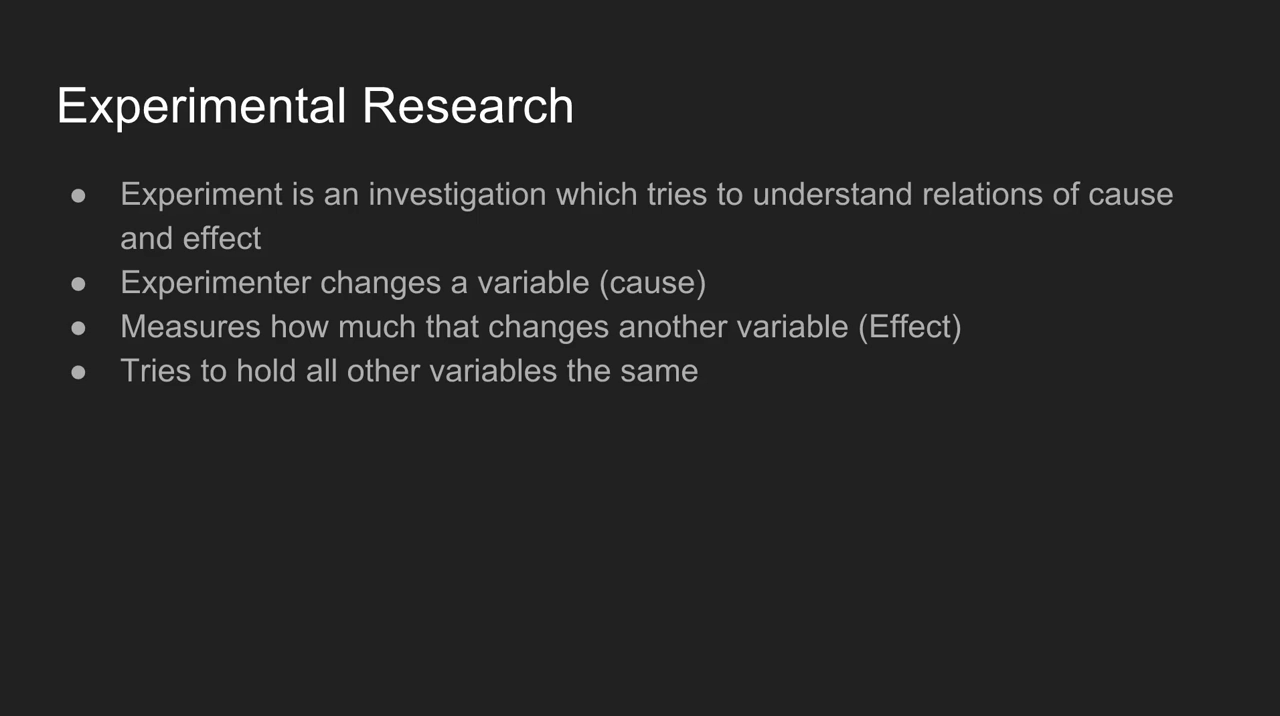 Experimental Research
● Experiment is an investigation which tries to understand relations of cause
and effect
● Experimenter changes a variable (cause)
● Measures how much that changes another variable (Effect)
● Tries to hold all other variables the same